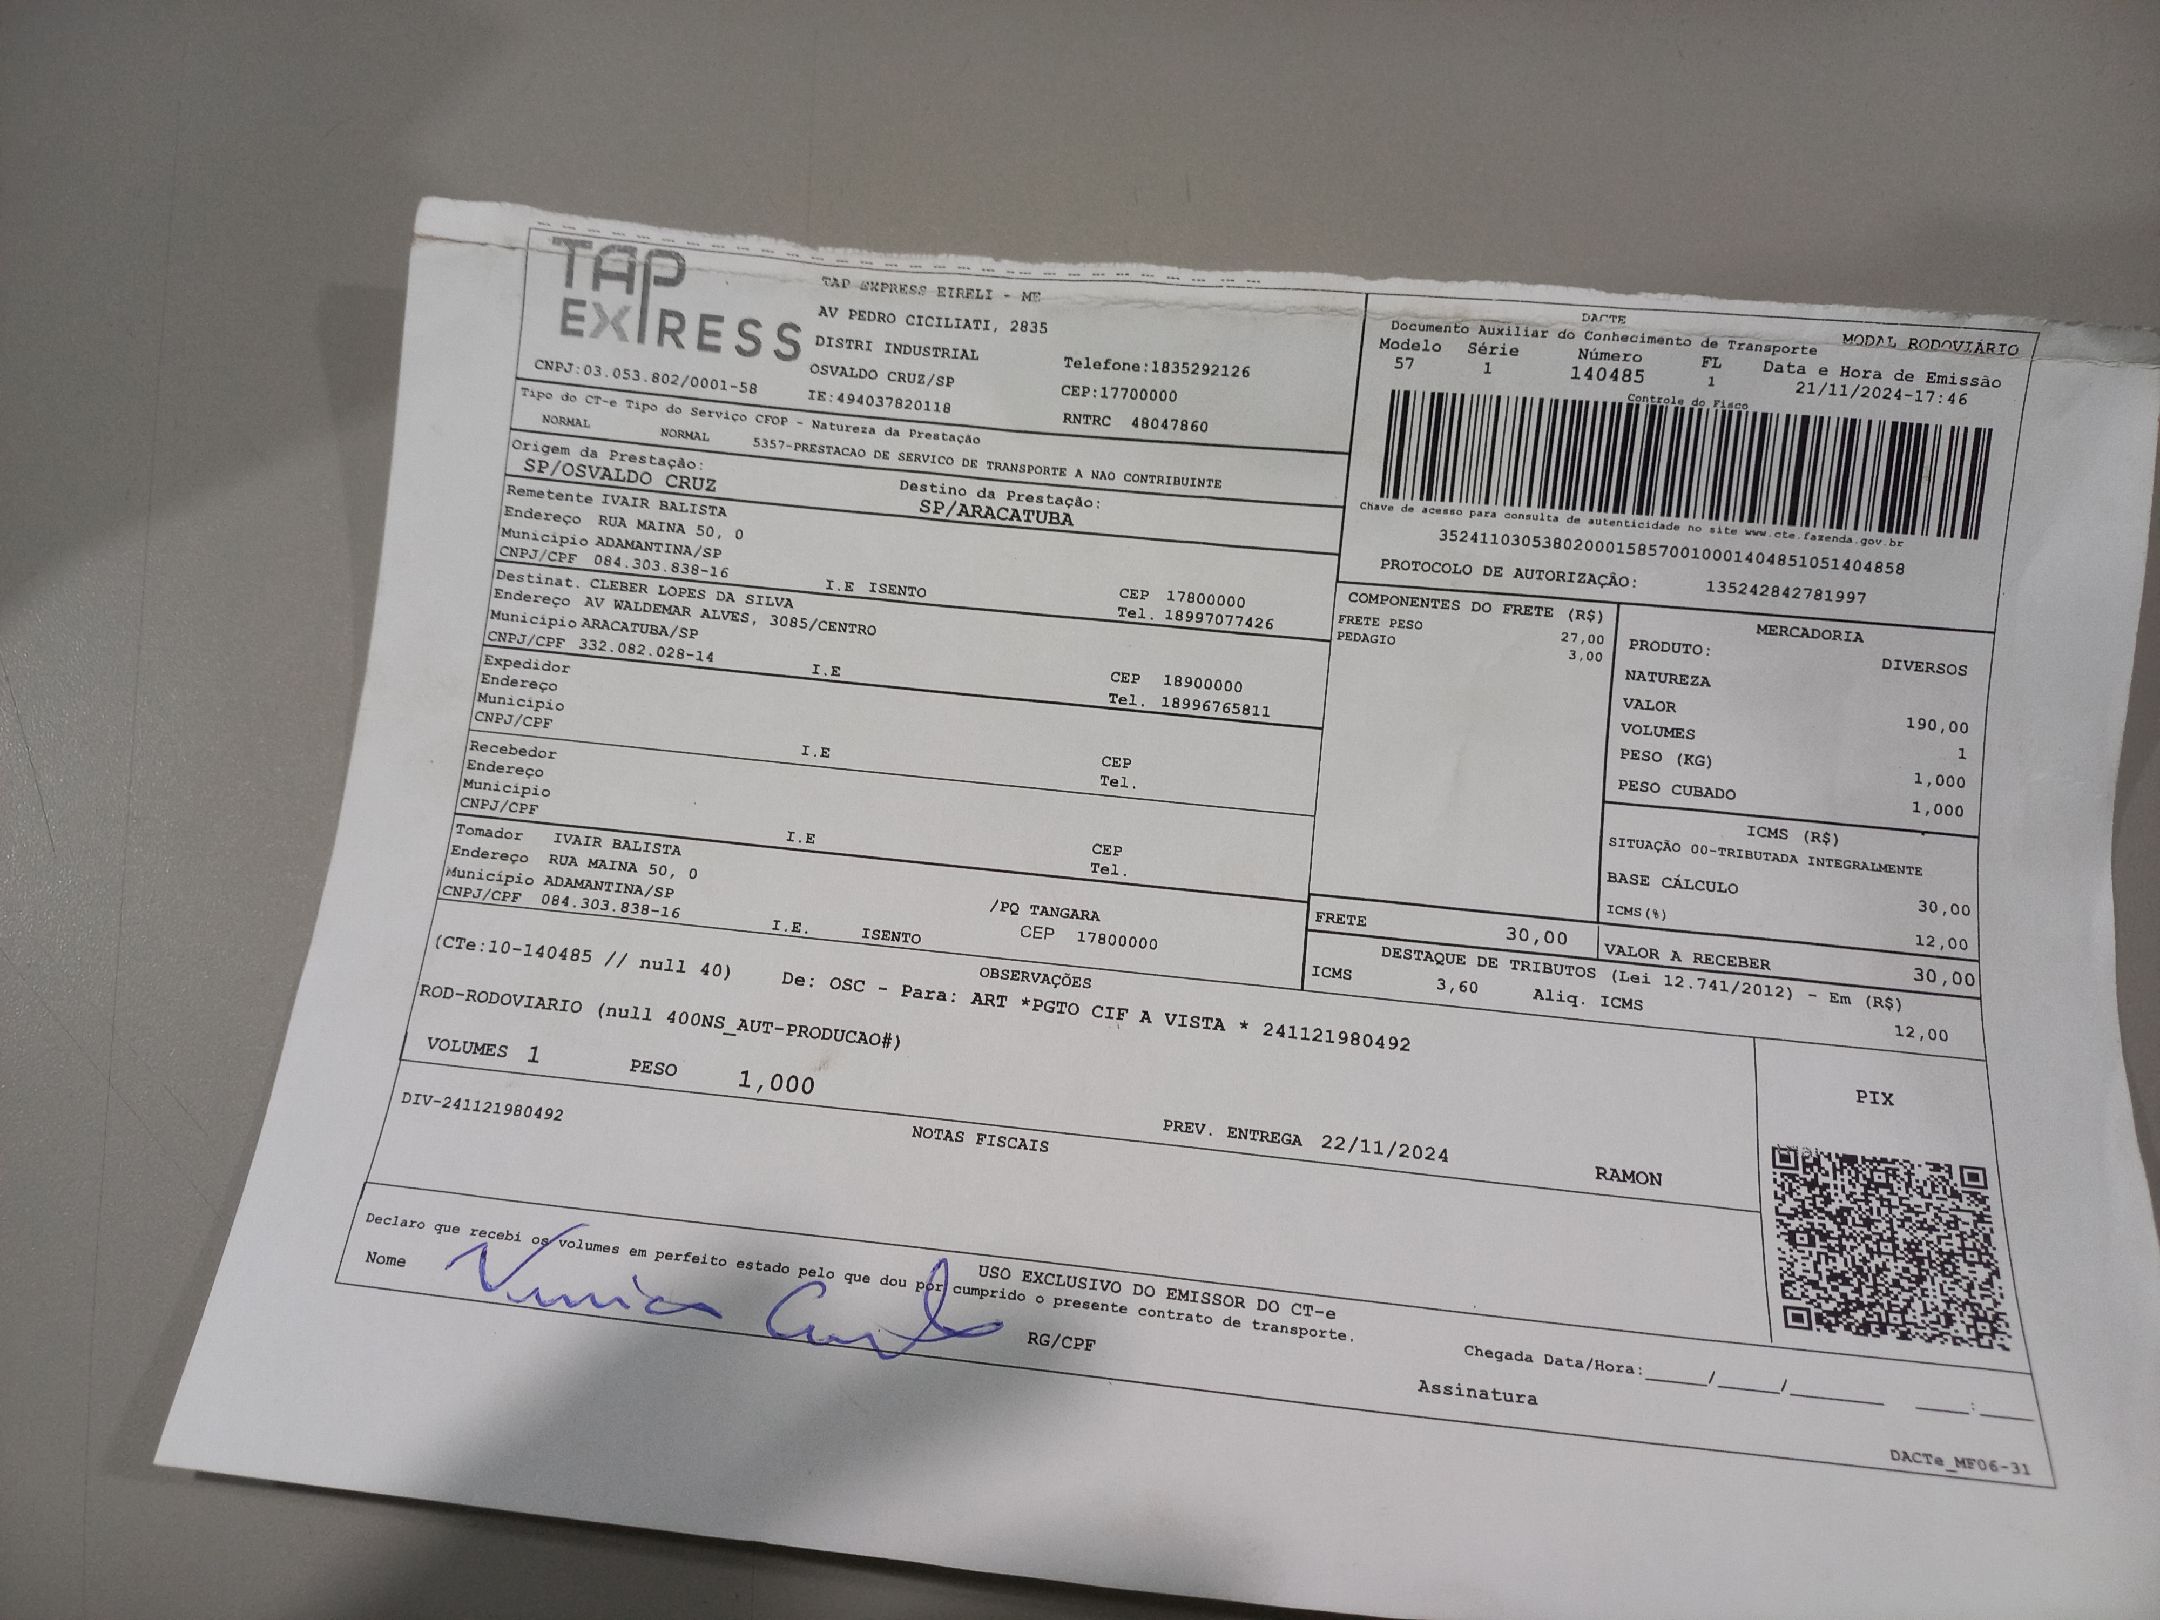 TAP EXPRESS
TAP EXPRESS EIRELI - ME
AV PEDRO CICILIATI, 2835
DISTRI INDUSTRIAL
OSVALDO CRUZ/SP
Telefone:1835292126
CEP:17700000
CNPJ:03.053.802/0001-58
IE:494037820118
RNTRC 48047860
DACTE
MODAL RODOVIÁRIO
Documento Auxiliar do Conhecimento de Transporte
Modelo Série Número FL Data e Hora de Emissão
57 1 140485 1 21/11/2024-17:46
Controle do Fisco
Chave de acesso para consulta de autenticidade no site www.cte.fazenda.gov.br
35241103053802000158570010001404851051404858
PROTOCOLO DE AUTORIZAÇÃO: 135242842781997
Tipo do CT-e Tipo do Serviço CFOP - Natureza da Prestação
NORMAL NORMAL 5357-PRESTACAO DE SERVICO DE TRANSPORTE A NAO CONTRIBUINTE
Origem da Prestação: Destino da Prestação:
SP/OSVALDO CRUZ SP/ARACATUBA
Remetente IVAIR BALISTA
Endereço RUA MAINA 50, 0
Municipio ADAMANTINA/SP CEP 17800000
CNPJ/CPF 084.303.838-16 I.E ISENTO Tel. 18997077426
Destinat. CLEBER LOPES DA SILVA
Endereço AV WALDEMAR ALVES, 3085/CENTRO
Municipio ARACATUBA/SP CEP 18900000
CNPJ/CPF 332.082.028-14 I.E Tel. 18996765811
Expedidor
Endereço
Municipio CEP
CNPJ/CPF I.E Tel.
Recebedor
Endereço
Municipio CEP
CNPJ/CPF I.E Tel.
Tomador IVAIR BALISTA
Endereço RUA MAINA 50, 0 /PQ TANGARA
Municipio ADAMANTINA/SP CEP 17800000
CNPJ/CPF 084.303.838-16 I.E. ISENTO
COMPONENTES DO FRETE (R$)
FRETE PESO 27,00
PEDAGIO 3,00
FRETE 30,00
MERCADORIA
PRODUTO: DIVERSOS
NATUREZA
VALOR 190,00
VOLUMES 1
PESO (KG) 1,000
PESO CUBADO 1,000
ICMS (R$)
SITUAÇÃO 00-TRIBUTADA INTEGRALMENTE
BASE CÁLCULO 30,00
ICMS(%) 12,00
VALOR A RECEBER 30,00
DESTAQUE DE TRIBUTOS (Lei 12.741/2012) - Em (R$)
ICMS 3,60 Aliq. ICMS 12,00
OBSERVAÇÕES
(CTe:10-140485 // null 40) De: OSC - Para: ART *PGTO CIF A VISTA * 241121980492
ROD-RODOVIARIO (null 400NS_AUT-PRODUCAO#)
VOLUMES 1 PESO 1,000 PREV. ENTREGA 22/11/2024 RAMON
PIX
NOTAS FISCAIS
DIV-241121980492
USO EXCLUSIVO DO EMISSOR DO CT-e
Declaro que recebi os volumes em perfeito estado pelo que dou por cumprido o presente contrato de transporte.
Nome RG/CPF Assinatura Chegada Data/Hora:_____/_____/________ ____:____
DACTe_MF06-31